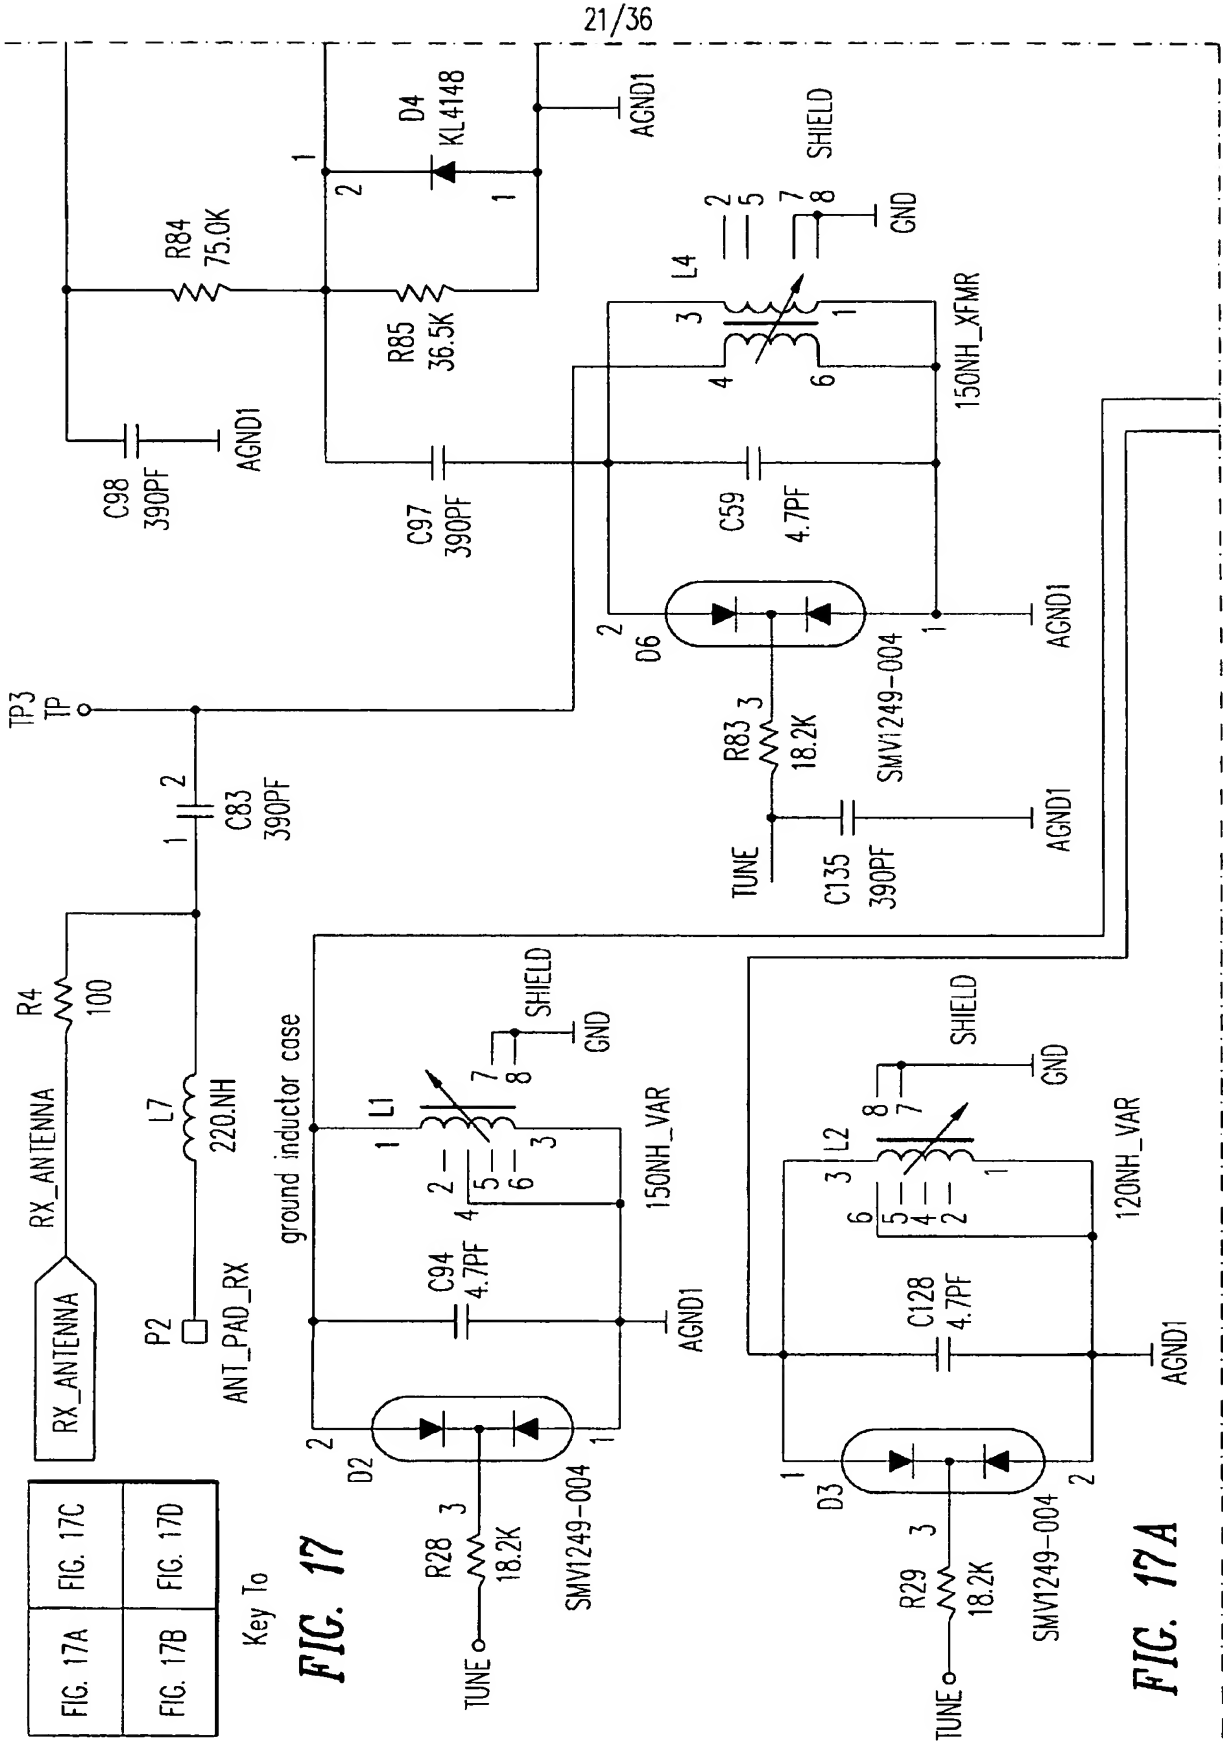 21/36
FIG. 17A
FIG. 17C
FIG. 17B
FIG. 17D
Key To
FIG. 17
RX_ANTENNA
RX_ANTENNA
R4
100
P2
ANT_PAD_RX
L7
220.NH
1
2
C83
390PF
TP3
TP
C98
390PF
AGND1
R84
75.0K
1
2
D4
KL4148
1
AGND1
R85
36.5K
C97
390PF
ground inductor case
TUNE
R28
18.2K
3
D2
2
1
SMV1249-004
C94
4.7PF
AGND1
L1
1
2
4
5
6
3
150NH_VAR
7
8
SHIELD
GND
TUNE
C135
390PF
AGND1
R83
18.2K
3
D6
2
1
SMV1249-004
AGND1
C59
4.7PF
L4
3
4
6
1
150NH_XFMR
2
5
7
8
SHIELD
GND
TUNE
R29
18.2K
3
D3
1
2
SMV1249-004
C128
4.7PF
AGND1
L2
3
6
5
4
2
1
120NH_VAR
8
7
SHIELD
GND
FIG. 17A